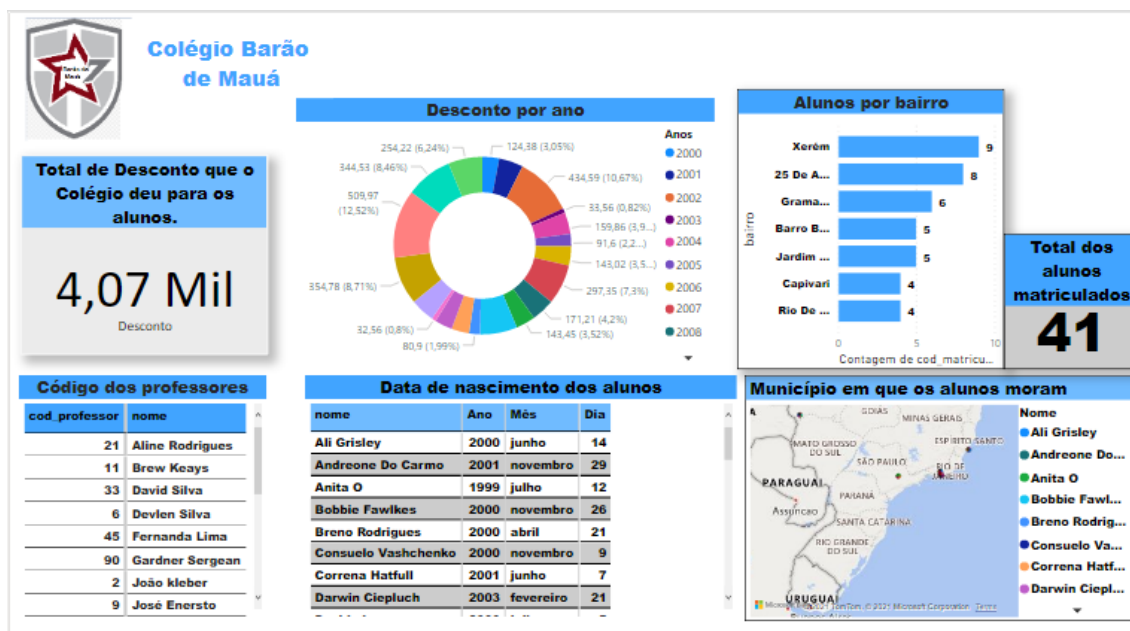 Colégio Barão
de Mauá
Barão de
Mauá
Total de Desconto que o
Colégio deu para os
alunos.
4,07 Mil
Desconto
Desconto por ano
254,22 (6,24%)
124,38 (3,05%)
344,53 (8,46%)
434,59 (10,67%)
509,97
(12,52%)
33,56 (0,82%)
159,86 (3,9...)
91,6 (2,2...)
143,02 (3,5...)
354,78 (8,71%)
297,35 (7,3%)
32,56 (0,8%)
171,21 (4,2%)
80,9 (1,99%)
143,45 (3,52%)
Anos
2000
2001
2002
2003
2004
2005
2006
2007
2008
Alunos por bairro
bairro
Xerém 9
25 De A... 8
Grama... 6
Barro B... 5
Jardim ... 5
Capivari 4
Rio De ... 4
0 5 10
Contagem de cod_matricu...
Total dos
alunos
matriculados
41
Código dos professores
cod_professor nome
21 Aline Rodrigues
11 Brew Keays
33 David Silva
6 Devlen Silva
45 Fernanda Lima
90 Gardner Sergean
2 João kleber
9 José Enersto
Data de nascimento dos alunos
nome Ano Mês Dia
Ali Grisley 2000 junho 14
Andreone Do Carmo 2001 novembro 29
Anita O 1999 julho 12
Bobbie Fawlkes 2000 novembro 26
Breno Rodrigues 2000 abril 21
Consuelo Vashchenko 2000 novembro 9
Correna Hatfull 2001 junho 7
Darwin Ciepluch 2003 fevereiro 21
Município em que os alunos moram
GOIÁS
MINAS GERAIS
MATO GROSSO
DO SUL
ESPÍRITO SANTO
SÃO PAULO
RIO DE
JANEIRO
PARAGUAI
PARANÁ
Assuncao
SANTA CATARINA
RIO GRANDE
DO SUL
URUGUAI
2021 TomTom, © 2021 Microsoft Corporation Terms
Nome
Ali Grisley
Andreone Do...
Anita O
Bobbie Fawl...
Breno Rodrig...
Consuelo Va...
Correna Hatf...
Darwin Ciepl...